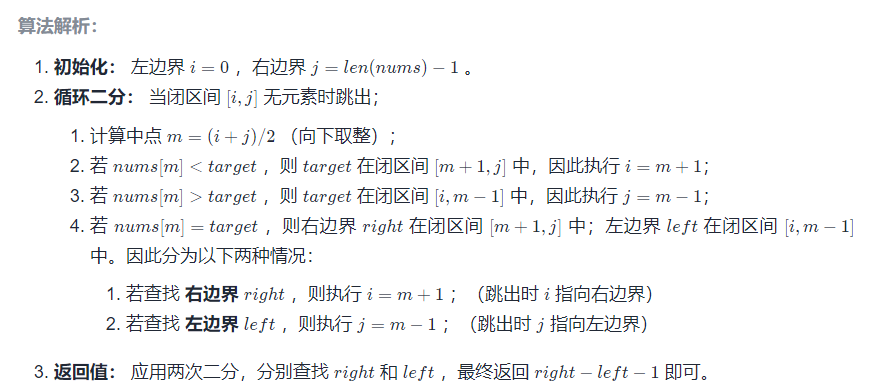 算法解析：
1. 初始化： 左边界 i = 0 ，右边界 j = len(nums) − 1 。
2. 循环二分： 当闭区间 [i, j] 无元素时跳出；
1. 计算中点 m = (i + j)/2 （向下取整）；
2. 若 nums[m] < target ，则 target 在闭区间 [m + 1, j] 中，因此执行 i = m + 1；
3. 若 nums[m] > target ，则 target 在闭区间 [i, m − 1] 中，因此执行 j = m − 1；
4. 若 nums[m] = target ，则右边界 right 在闭区间 [m + 1, j] 中；左边界 left 在闭区间 [i, m − 1]
中。因此分为以下两种情况：
1. 若查找 右边界 right ，则执行 i = m + 1 ；（跳出时 i 指向右边界）
2. 若查找 左边界 left ，则执行 j = m − 1 ；（跳出时 j 指向左边界）
3. 返回值： 应用两次二分，分别查找 right 和 left ，最终返回 right − left − 1 即可。